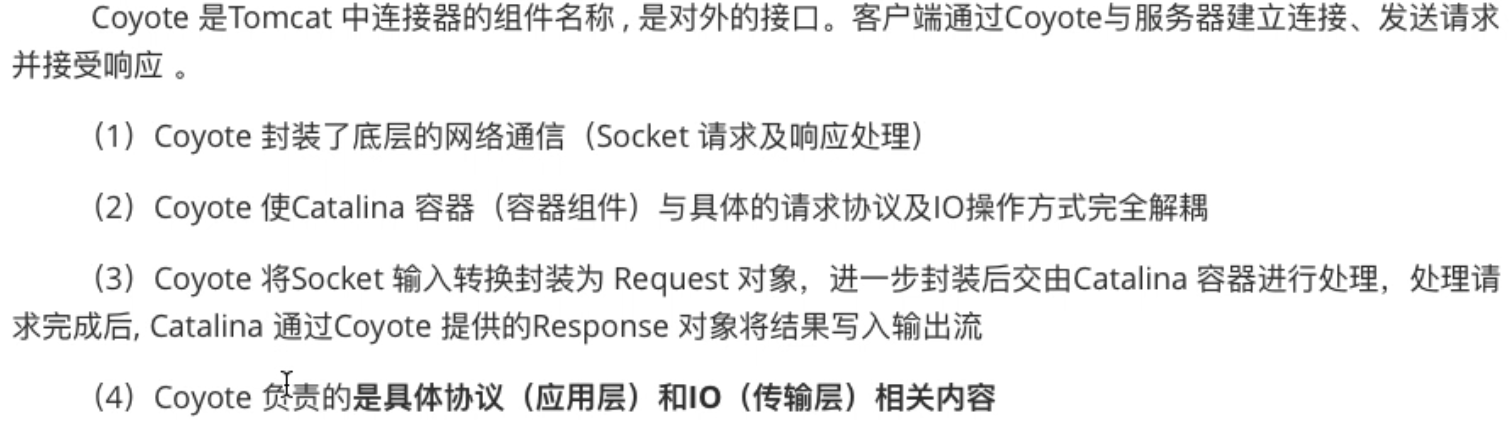 Coyote 是Tomcat 中连接器的组件名称 , 是对外的接口。客户端通过Coyote与服务器建立连接、发送请求
并接受响应 。
（1）Coyote 封装了底层的网络通信（Socket 请求及响应处理）
（2）Coyote 使Catalina 容器（容器组件）与具体的请求协议及IO操作方式完全解耦
（3）Coyote 将Socket 输入转换封装为 Request 对象，进一步封装后交由Catalina 容器进行处理，处理请
求完成后, Catalina 通过Coyote 提供的Response 对象将结果写入输出流
（4）Coyote 负责的是具体协议（应用层）和IO（传输层）相关内容